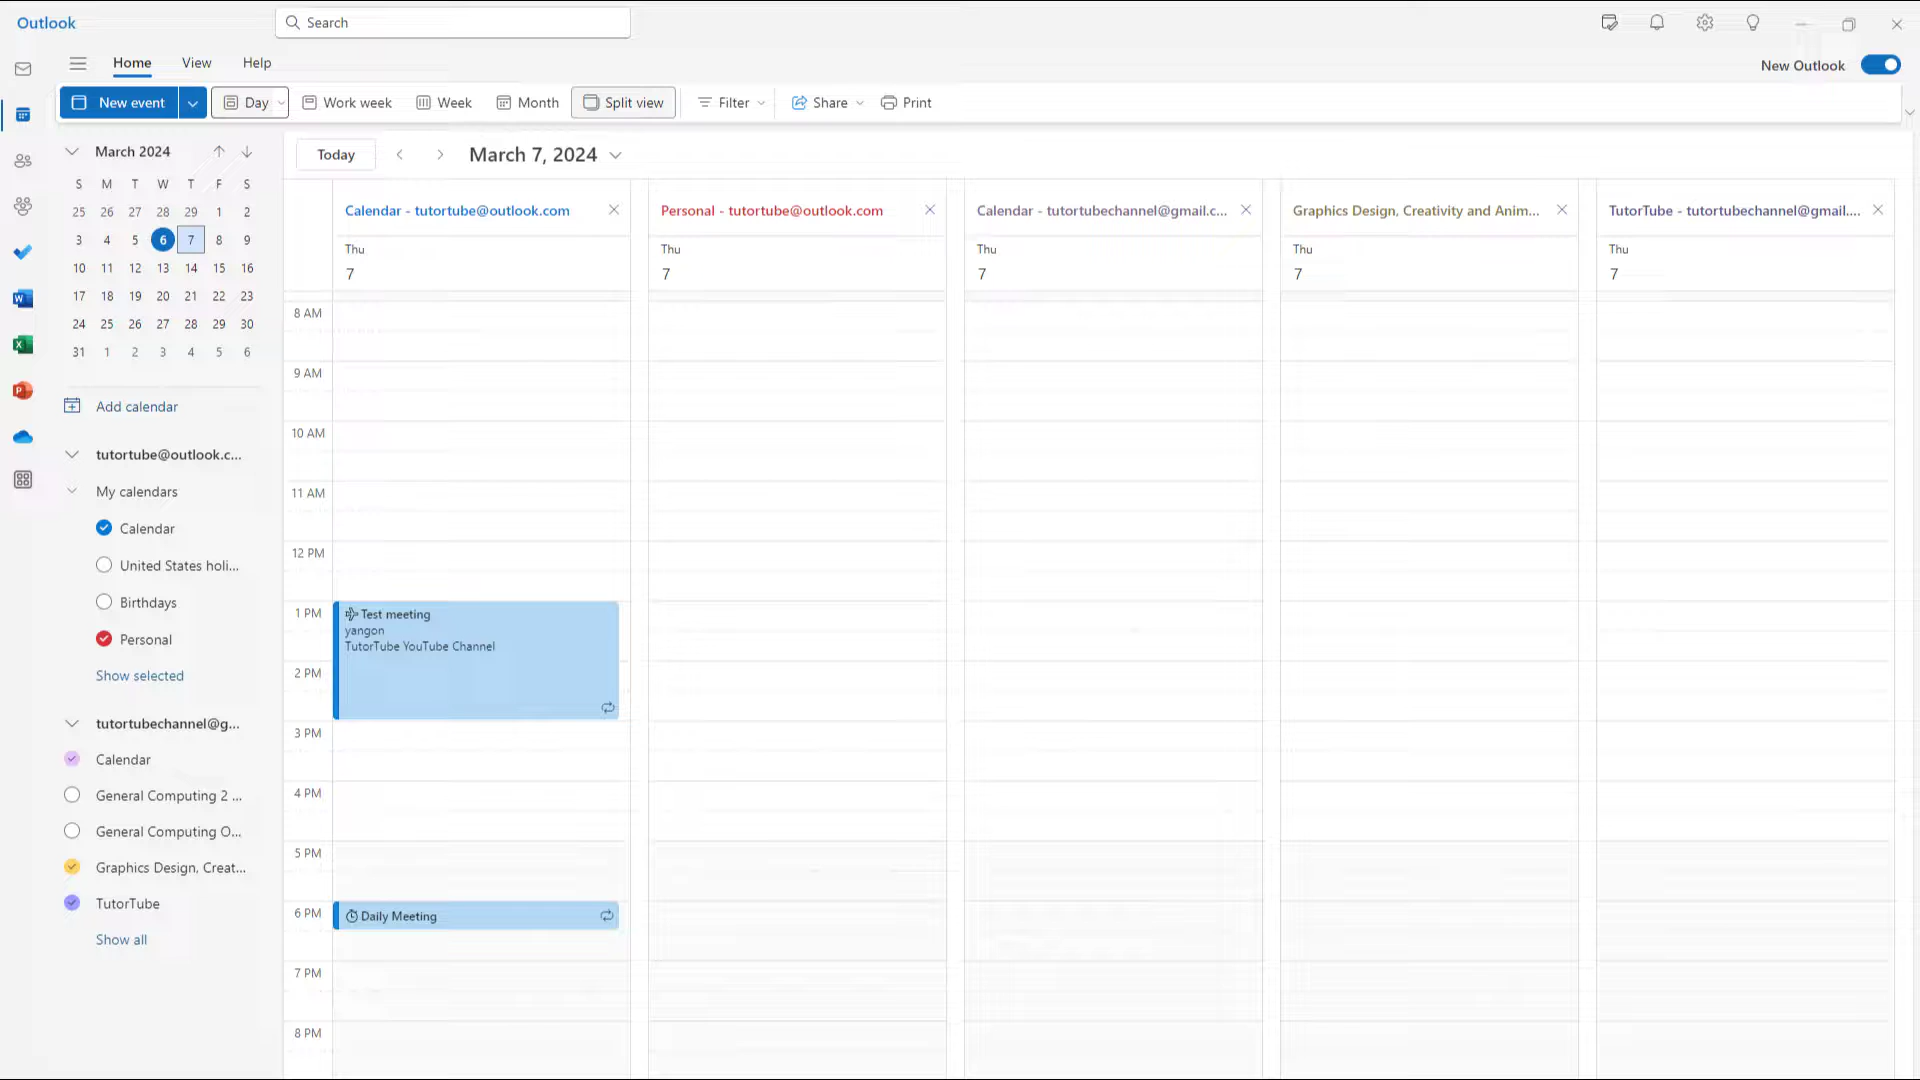 Outlook
Search
Home View Help
New Outlook
New event Day Work week Week Month Split view Filter Share Print
March 2024
S M T W T F S
25 26 27 28 29 1 2
3 4 5 6 7 8 9
10 11 12 13 14 15 16
17 18 19 20 21 22 23
24 25 26 27 28 29 30
31 1 2 3 4 5 6
Add calendar
tutortube@outlook.c...
My calendars
Calendar
United States holi...
Birthdays
Personal
Show selected
tutortubechannel@g...
Calendar
General Computing 2 ...
General Computing O...
Graphics Design, Creat...
TutorTube
Show all
Today March 7, 2024
Calendar - tutortube@outlook.com
Personal - tutortube@outlook.com
Calendar - tutortubechannel@gmail.c...
Graphics Design, Creativity and Anim...
TutorTube - tutortubechannel@gmail....
Thu Thu Thu Thu Thu
7 7 7 7 7
8 AM
9 AM
10 AM
11 AM
12 PM
1 PM
Test meeting
yangon
TutorTube YouTube Channel
2 PM
3 PM
4 PM
5 PM
6 PM
Daily Meeting
7 PM
8 PM